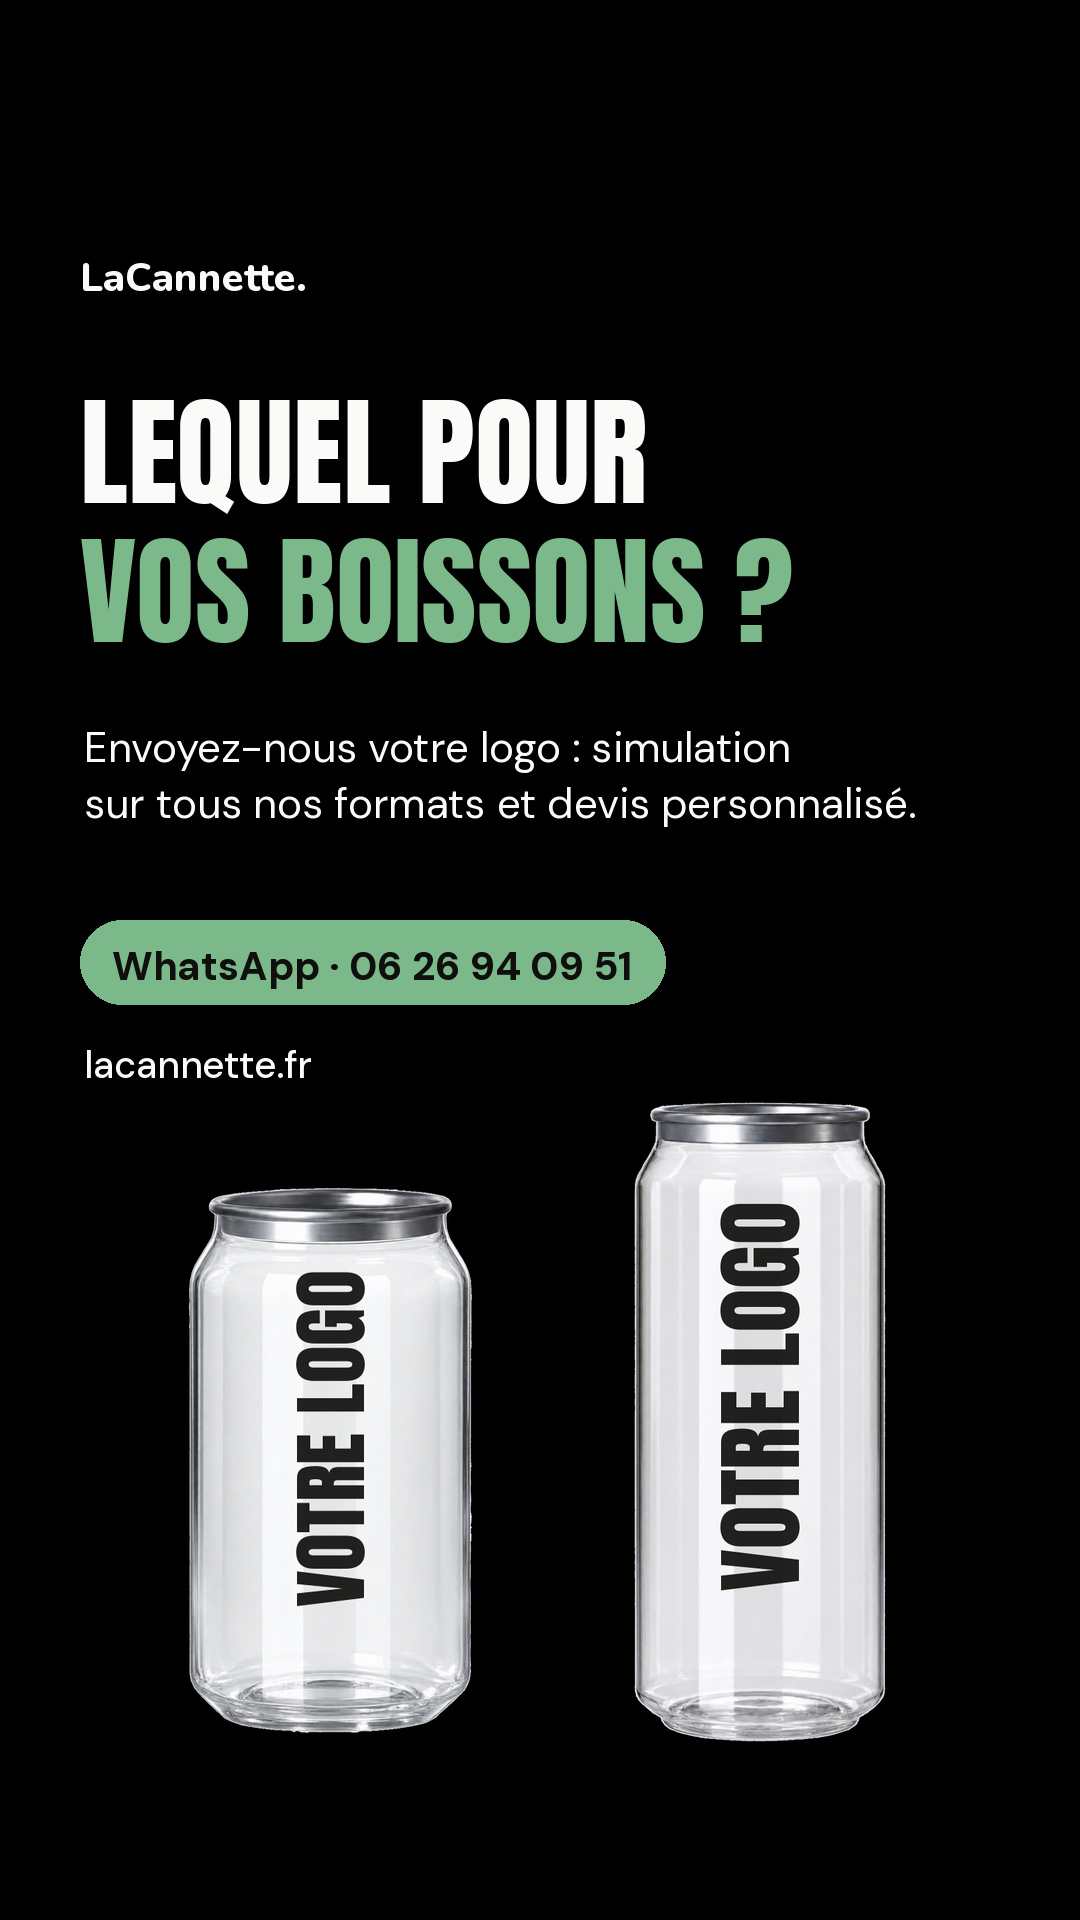 LaCannette.
LEQUEL POUR
VOS BOISSONS ?
Envoyez-nous votre logo : simulation
sur tous nos formats et devis personnalisé.
WhatsApp · 06 26 94 09 51
lacannette.fr
VOTRE LOGO
VOTRE LOGO